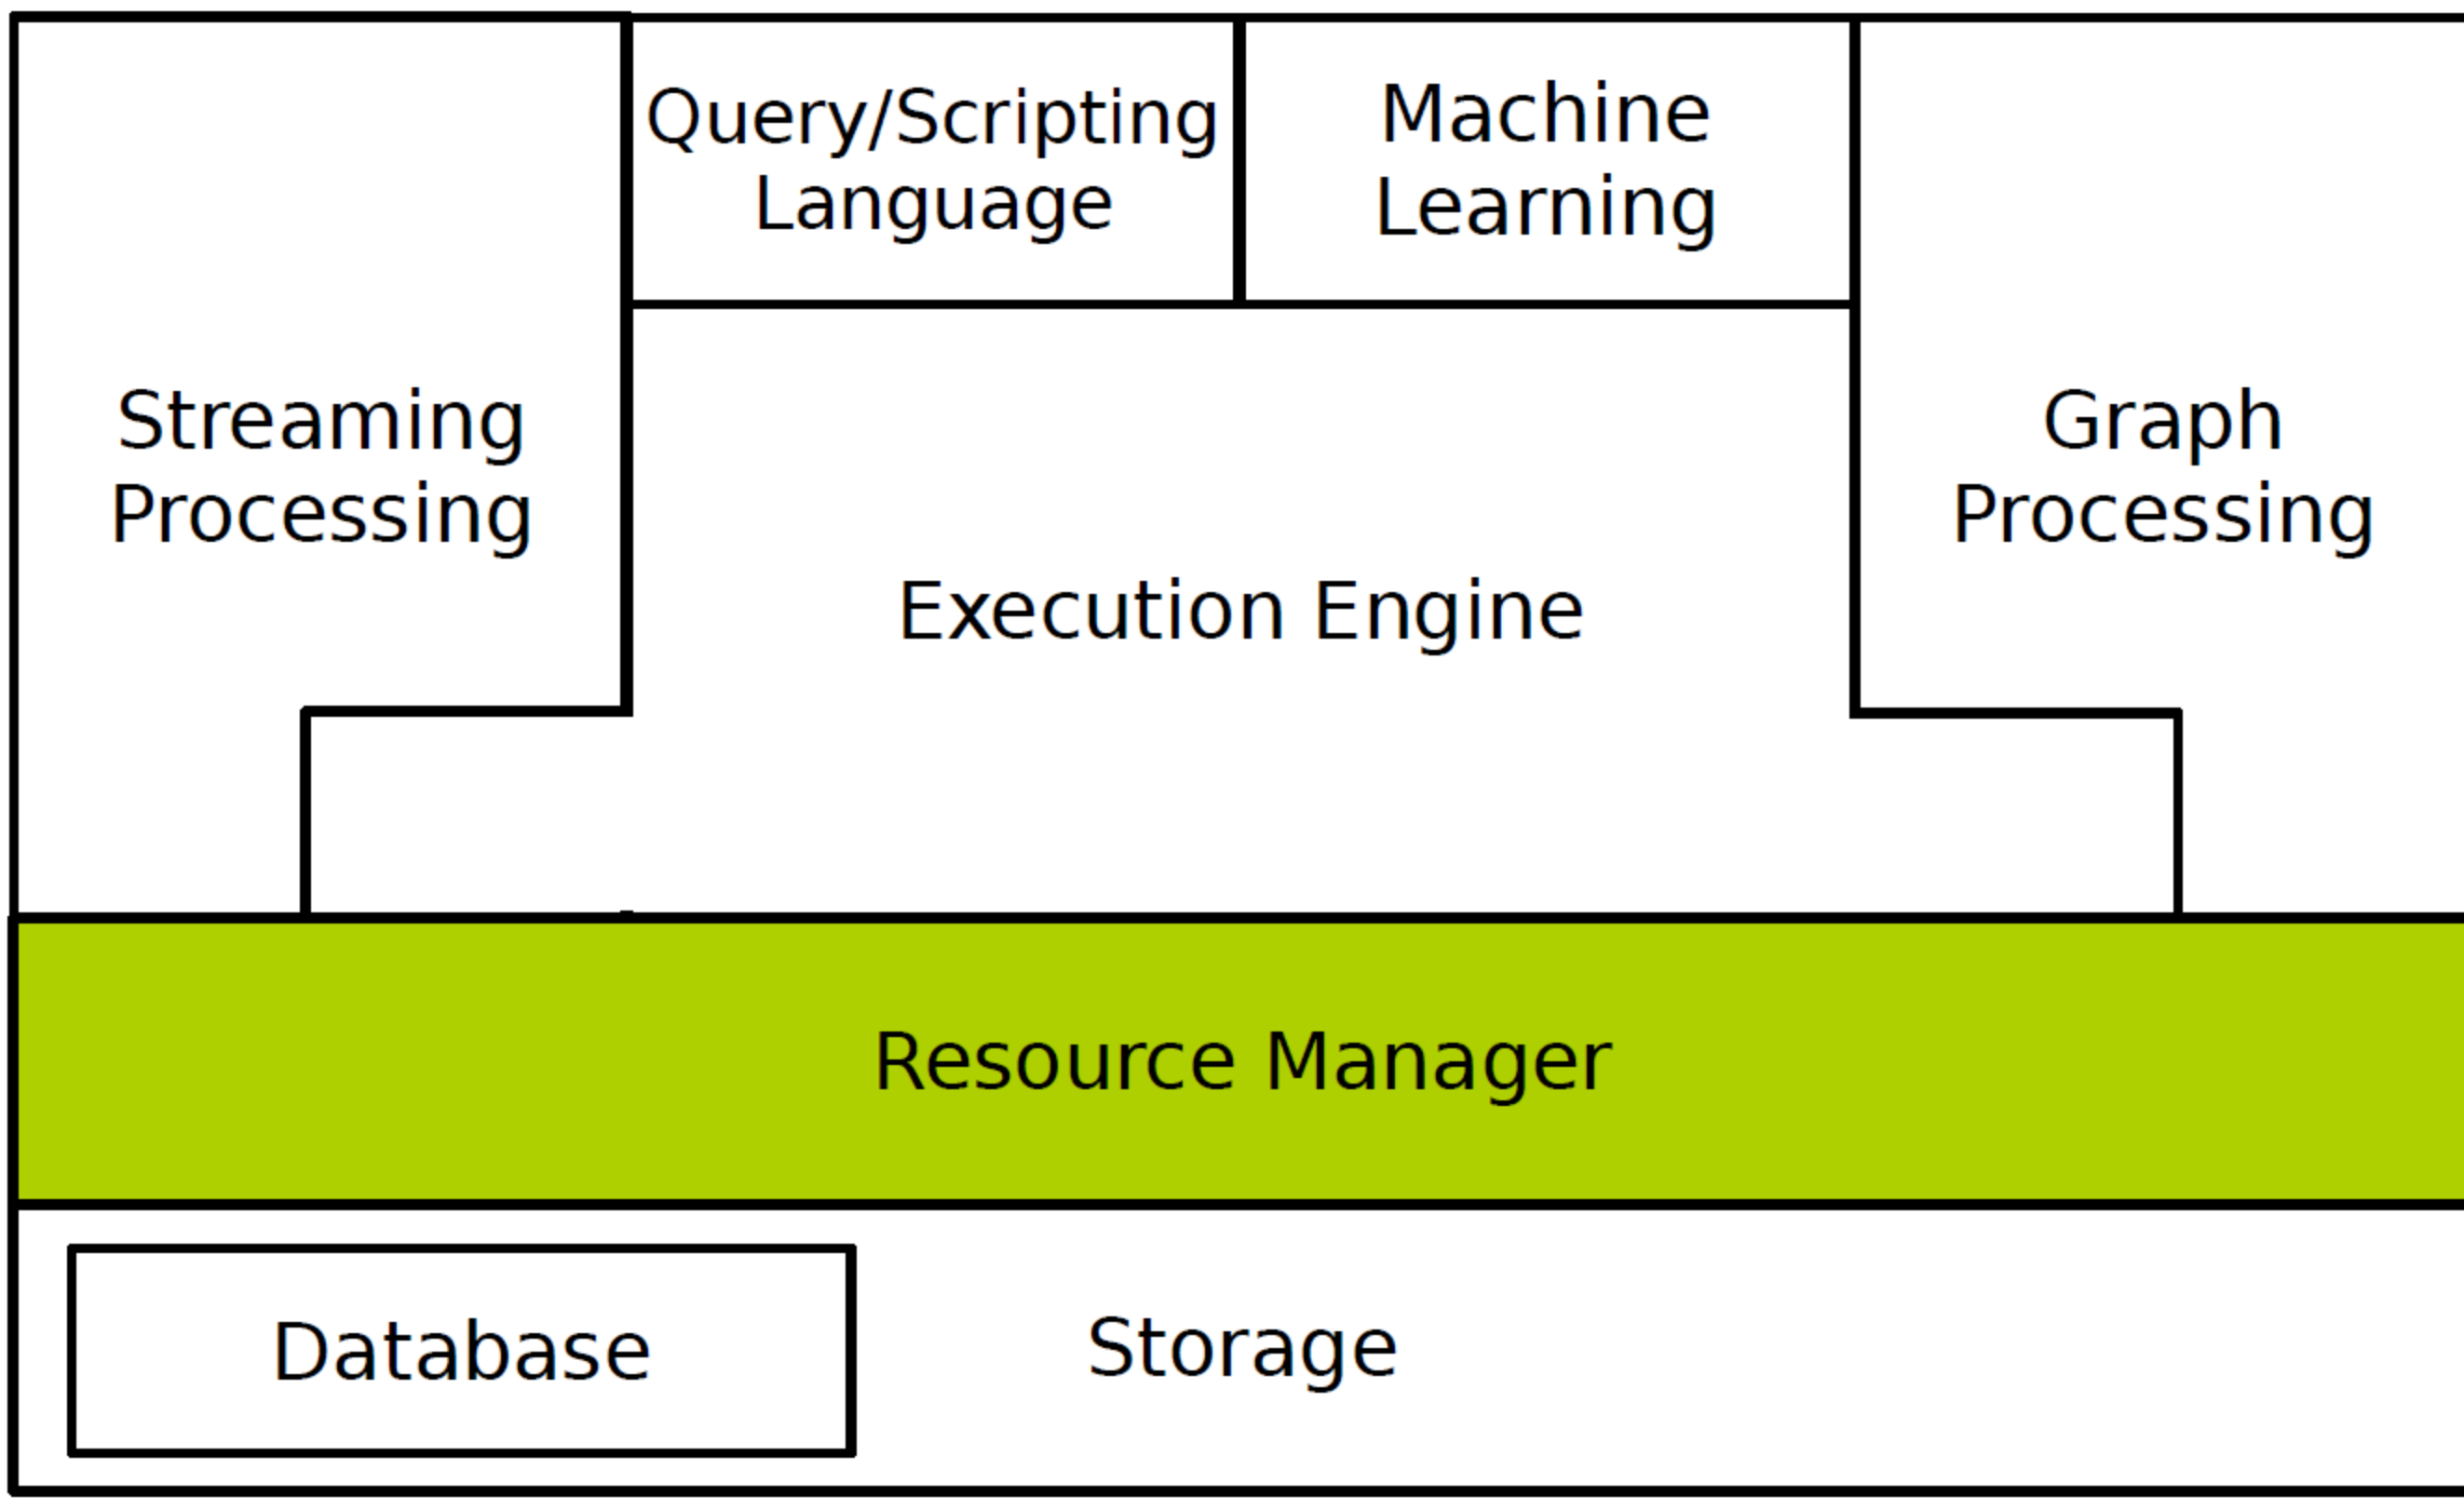 Query/Scripting
Language
Machine
Learning
Streaming
Processing
Graph
Processing
Execution Engine
Resource Manager
Database
Storage